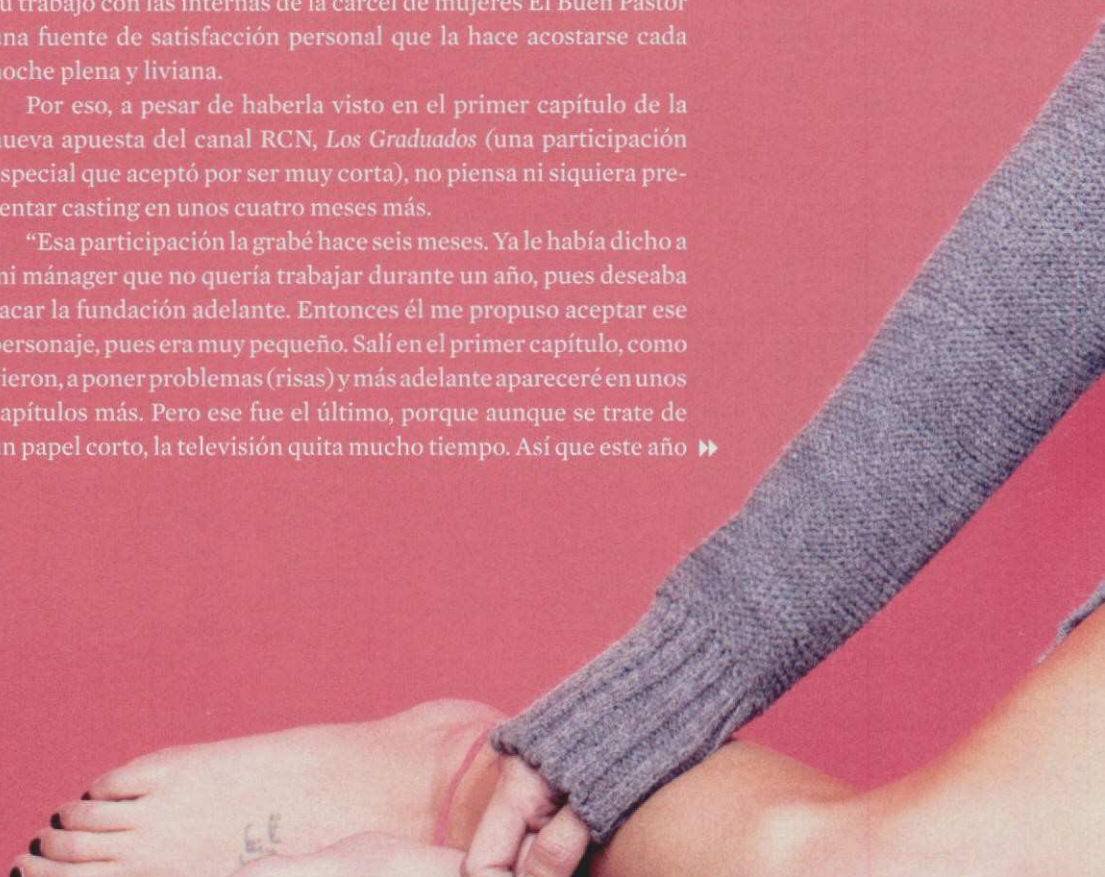 u trabajo con las internas de la cárcel de mujeres El Buen Pastor
una fuente de satisfacción personal que la hace acostarse cada
noche plena y liviana.
Por eso, a pesar de haberla visto en el primer capítulo de la
nueva apuesta del canal RCN, Los Graduados (una participación
special que aceptó por ser muy corta), no piensa ni siquiera pre-
entar casting en unos cuatro meses más.
“Esa participación la grabé hace seis meses. Ya le había dicho a
mi mánager que no quería trabajar durante un año, pues deseaba
acar la fundación adelante. Entonces él me propuso aceptar ese
personaje, pues era muy pequeño. Salí en el primer capítulo, como
ieron, a poner problemas (risas) y más adelante apareceré en unos
apítulos más. Pero ese fue el último, porque aunque se trate de
un papel corto, la televisión quita mucho tiempo. Así que este año